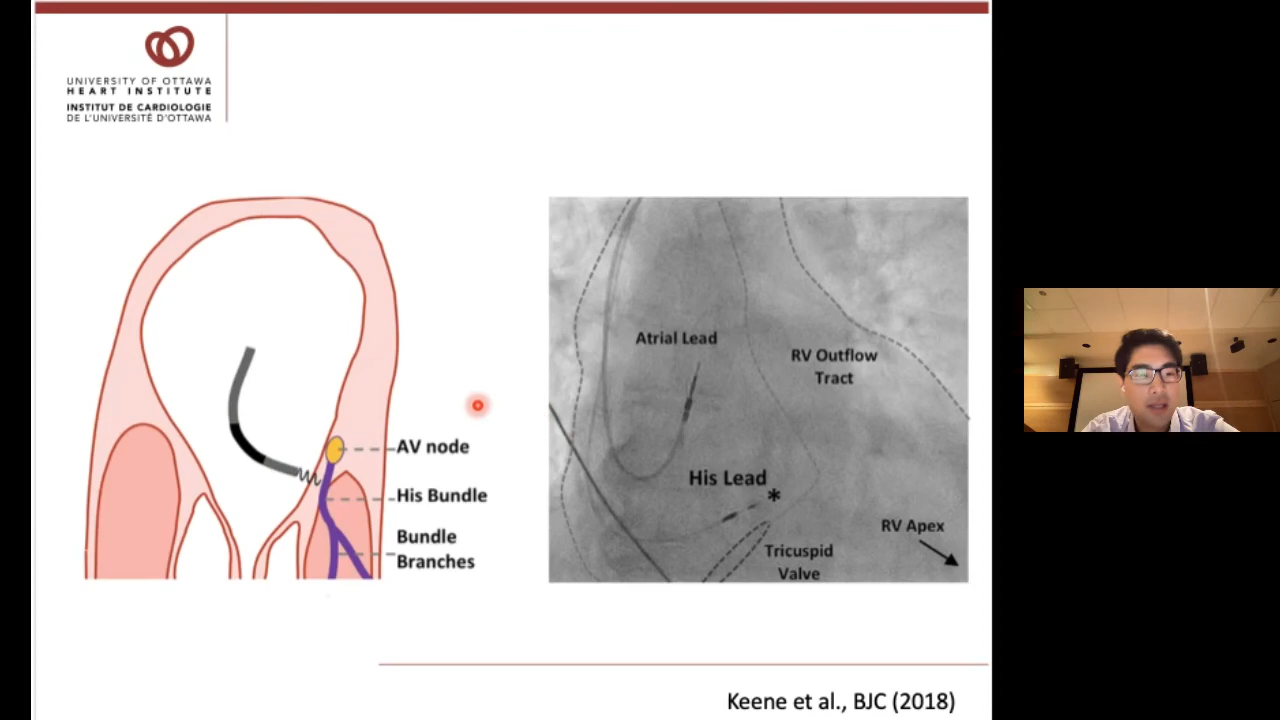 UNIVERSITY OF OTTAWA
HEART INSTITUTE
INSTITUT DE CARDIOLOGIE
DE L'UNIVERSITÉ D'OTTAWA
AV node
His Bundle
Bundle
Branches
Atrial Lead
RV Outflow
Tract
His Lead
*
RV Apex
Tricuspid
Valve
Keene et al., BJC (2018)